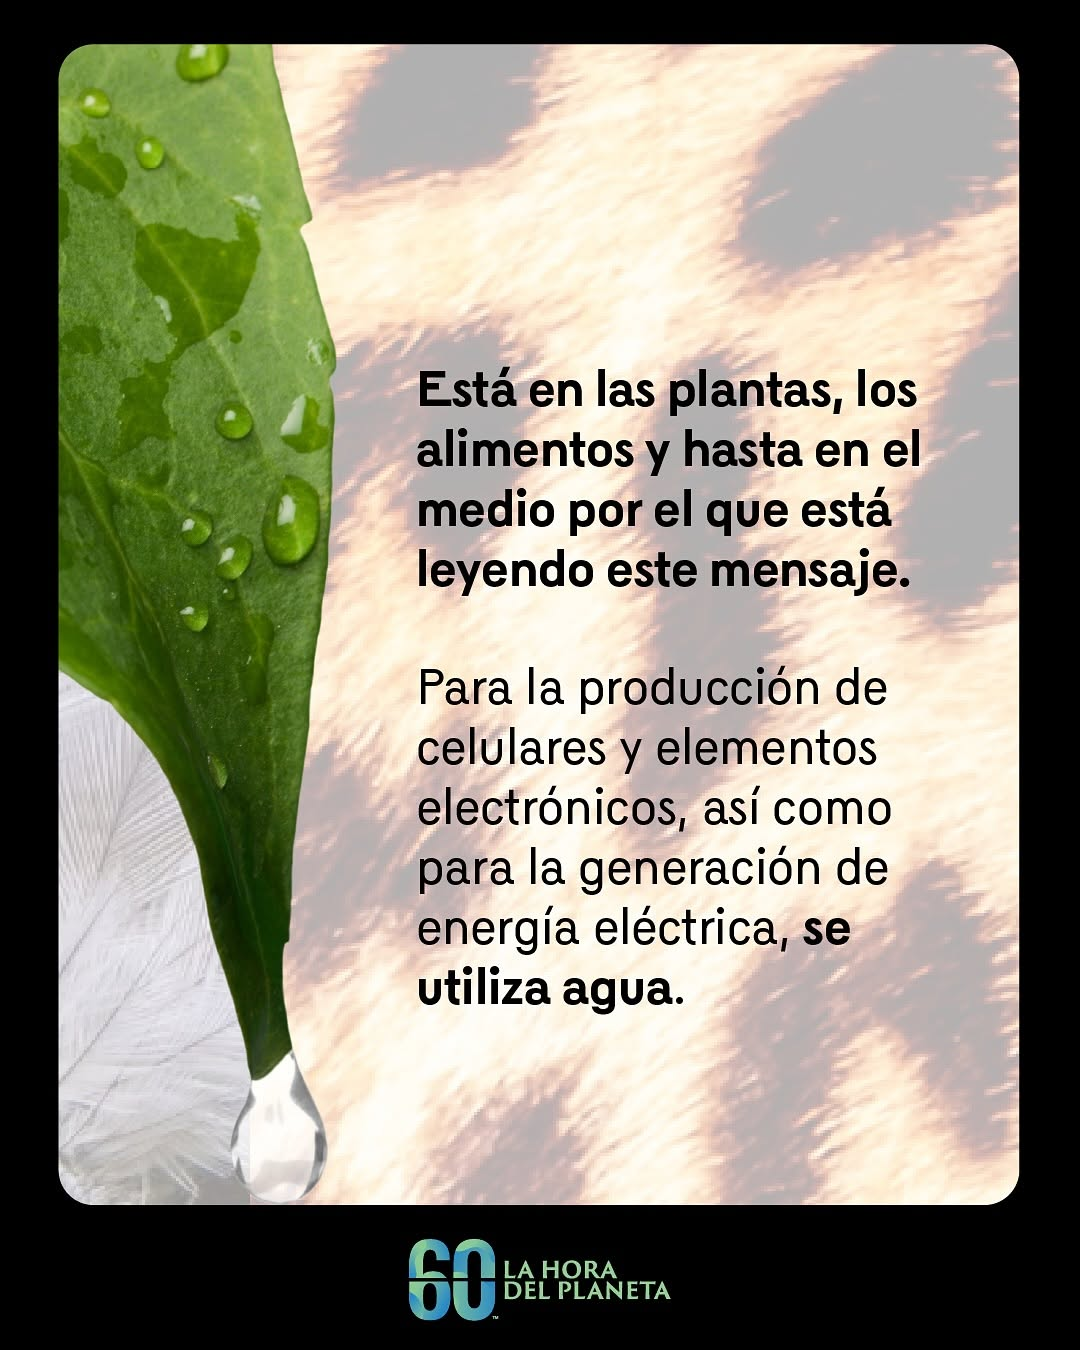 Está en las plantas, los
alimentos y hasta en el
medio por el que está
leyendo este mensaje.
Para la producción de
celulares y elementos
electrónicos, así como
para la generación de
energía eléctrica, se
utiliza agua.
60 LA HORA
DEL PLANETA
™